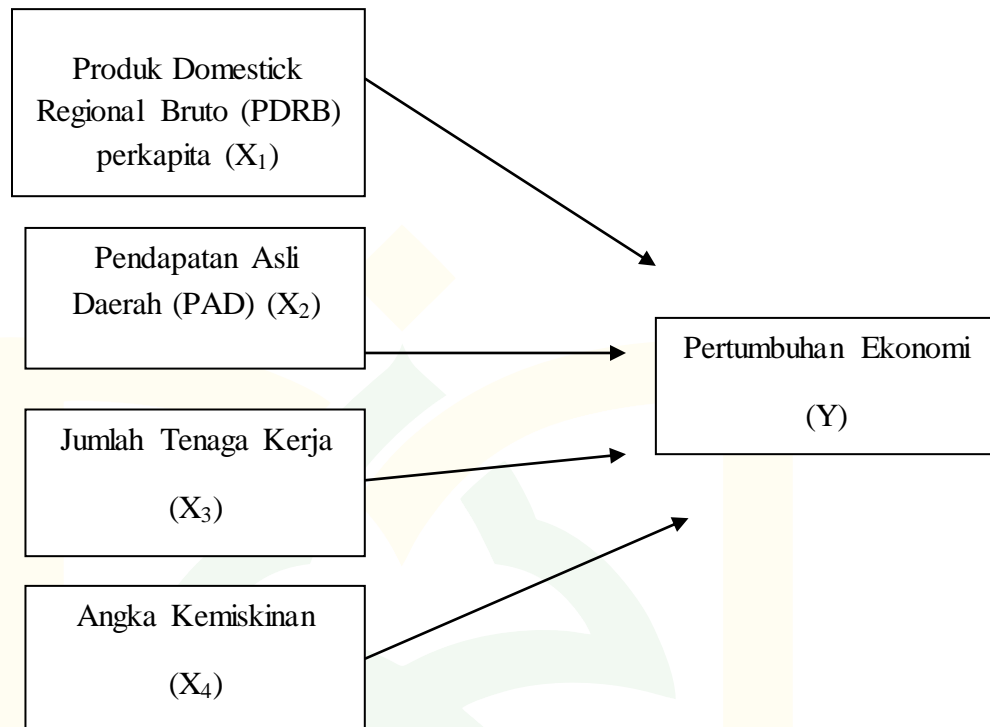 Produk Domestick
Regional Bruto (PDRB)
perkapita (X₁)
Pendapatan Asli
Daerah (PAD) (X₂)
Jumlah Tenaga Kerja
(X₃)
Angka Kemiskinan
(X₄)
Pertumbuhan Ekonomi
(Y)